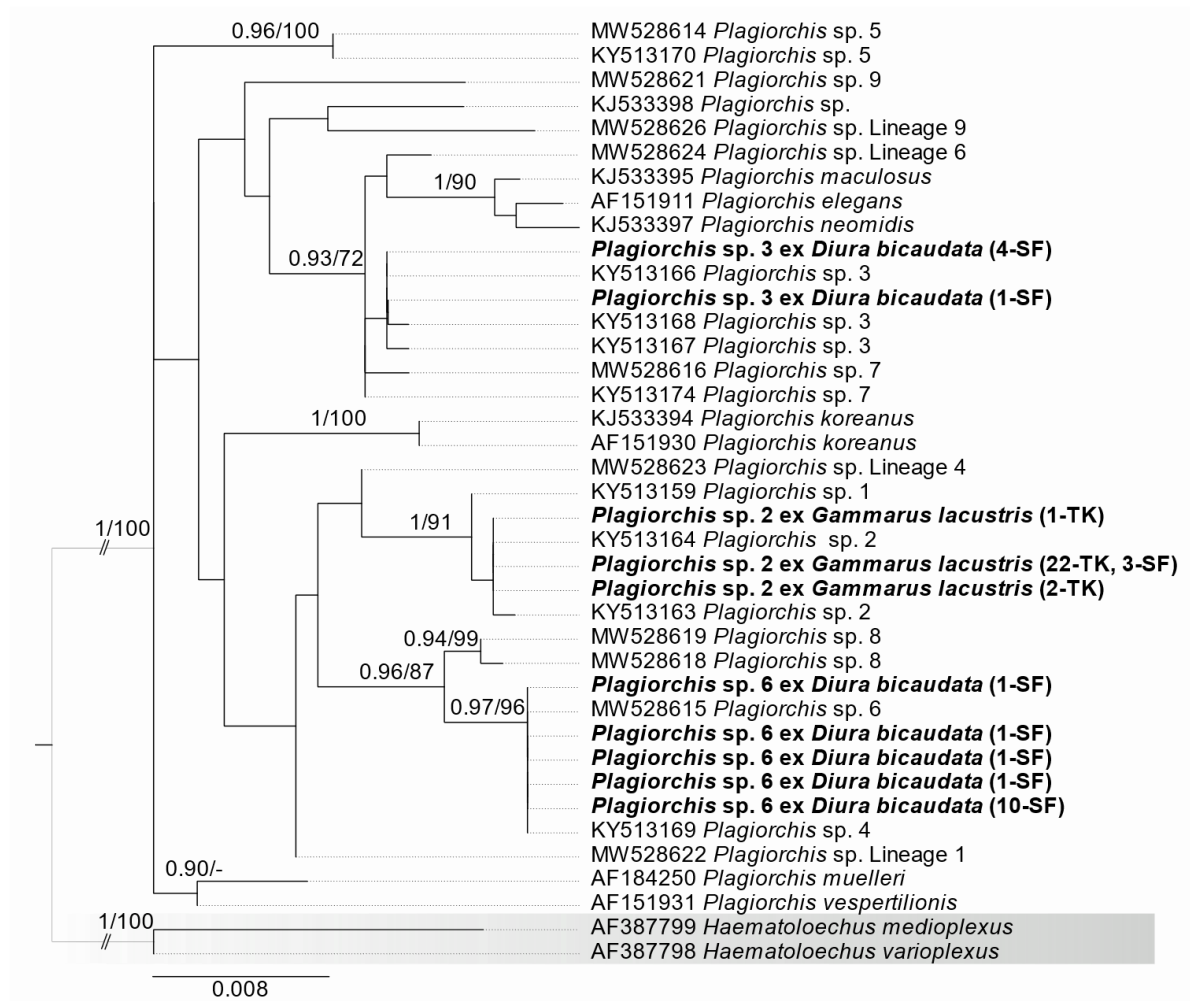 0.96/100
MW528614 Plagiorchis sp. 5
KY513170 Plagiorchis sp. 5
MW528621 Plagiorchis sp. 9
KJ533398 Plagiorchis sp.
MW528626 Plagiorchis sp. Lineage 9
MW528624 Plagiorchis sp. Lineage 6
1/90
KJ533395 Plagiorchis maculosus
AF151911 Plagiorchis elegans
KJ533397 Plagiorchis neomidis
0.93/72
Plagiorchis sp. 3 ex Diura bicaudata (4-SF)
KY513166 Plagiorchis sp. 3
Plagiorchis sp. 3 ex Diura bicaudata (1-SF)
KY513168 Plagiorchis sp. 3
KY513167 Plagiorchis sp. 3
MW528616 Plagiorchis sp. 7
KY513174 Plagiorchis sp. 7
1/100
KJ533394 Plagiorchis koreanus
AF151930 Plagiorchis koreanus
MW528623 Plagiorchis sp. Lineage 4
KY513159 Plagiorchis sp. 1
1/100
1/91
Plagiorchis sp. 2 ex Gammarus lacustris (1-TK)
KY513164 Plagiorchis sp. 2
Plagiorchis sp. 2 ex Gammarus lacustris (22-TK, 3-SF)
Plagiorchis sp. 2 ex Gammarus lacustris (2-TK)
KY513163 Plagiorchis sp. 2
0.94/99
MW528619 Plagiorchis sp. 8
MW528618 Plagiorchis sp. 8
0.96/87
Plagiorchis sp. 6 ex Diura bicaudata (1-SF)
0.97/96
MW528615 Plagiorchis sp. 6
Plagiorchis sp. 6 ex Diura bicaudata (1-SF)
Plagiorchis sp. 6 ex Diura bicaudata (1-SF)
Plagiorchis sp. 6 ex Diura bicaudata (1-SF)
Plagiorchis sp. 6 ex Diura bicaudata (10-SF)
KY513169 Plagiorchis sp. 4
MW528622 Plagiorchis sp. Lineage 1
0.90/-
AF184250 Plagiorchis muelleri
AF151931 Plagiorchis vespertilionis
1/100
AF387799 Haematoloechus medioplexus
AF387798 Haematoloechus varioplexus
0.008